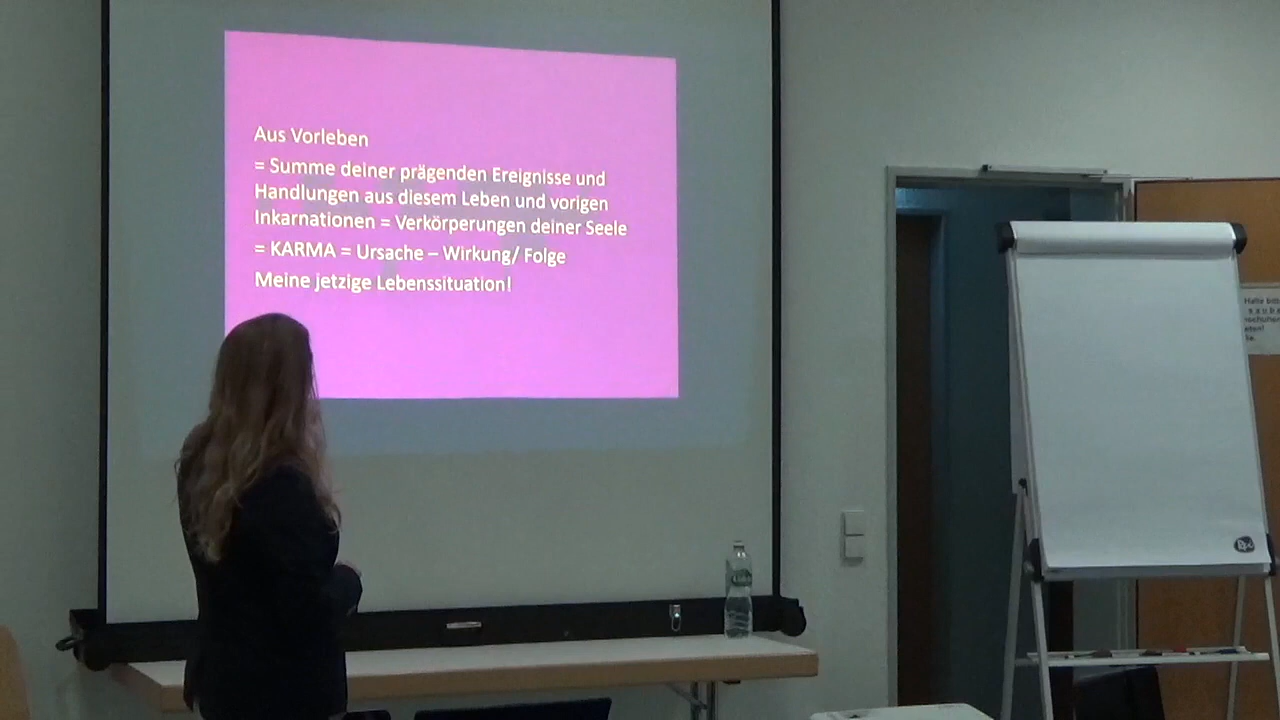 Aus Vorleben
= Summe deiner prägenden Ereignisse und
Handlungen aus diesem Leben und vorigen
Inkarnationen = Verkörperungen deiner Seele
= KARMA = Ursache – Wirkung/ Folge
Meine jetzige Lebenssituation!